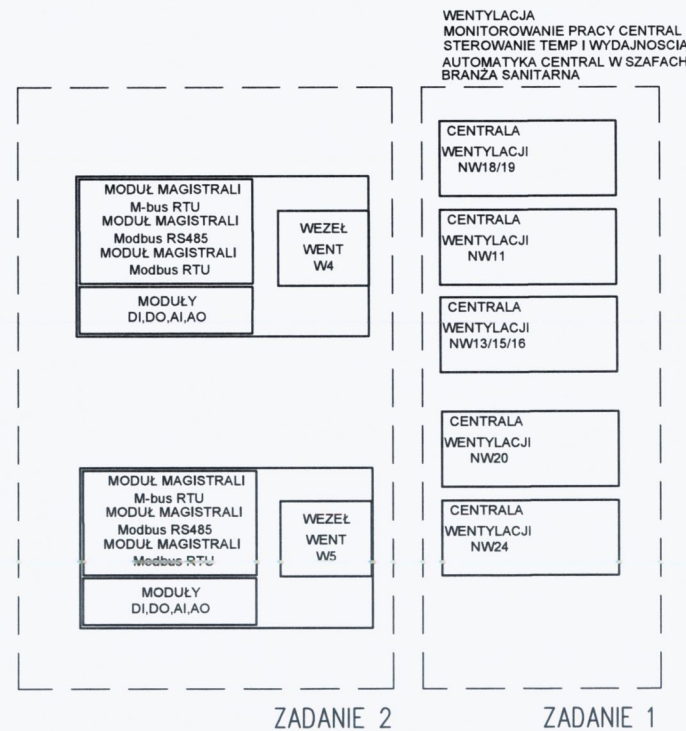 WENTYLACJA
MONITOROWANIE PRACY CENTRAL
STEROWANIE TEMP I WYDAJNOSCIA
AUTOMATYKA CENTRAL W SZAFACH
BRANŻA SANITARNA
MODUŁ MAGISTRALI
M-bus RTU
MODUŁ MAGISTRALI
Modbus RS485
MODUŁ MAGISTRALI
Modbus RTU
MODUŁY
DI,DO,AI,AO
WEZEŁ
WENT
W4
MODUŁ MAGISTRALI
M-bus RTU
MODUŁ MAGISTRALI
Modbus RS485
MODUŁ MAGISTRALI
Modbus RTU
MODUŁY
DI,DO,AI,AO
WEZEŁ
WENT
W5
ZADANIE 2
CENTRALA
WENTYLACJI
NW18/19
CENTRALA
WENTYLACJI
NW11
CENTRALA
WENTYLACJI
NW13/15/16
CENTRALA
WENTYLACJI
NW20
CENTRALA
WENTYLACJI
NW24
ZADANIE 1